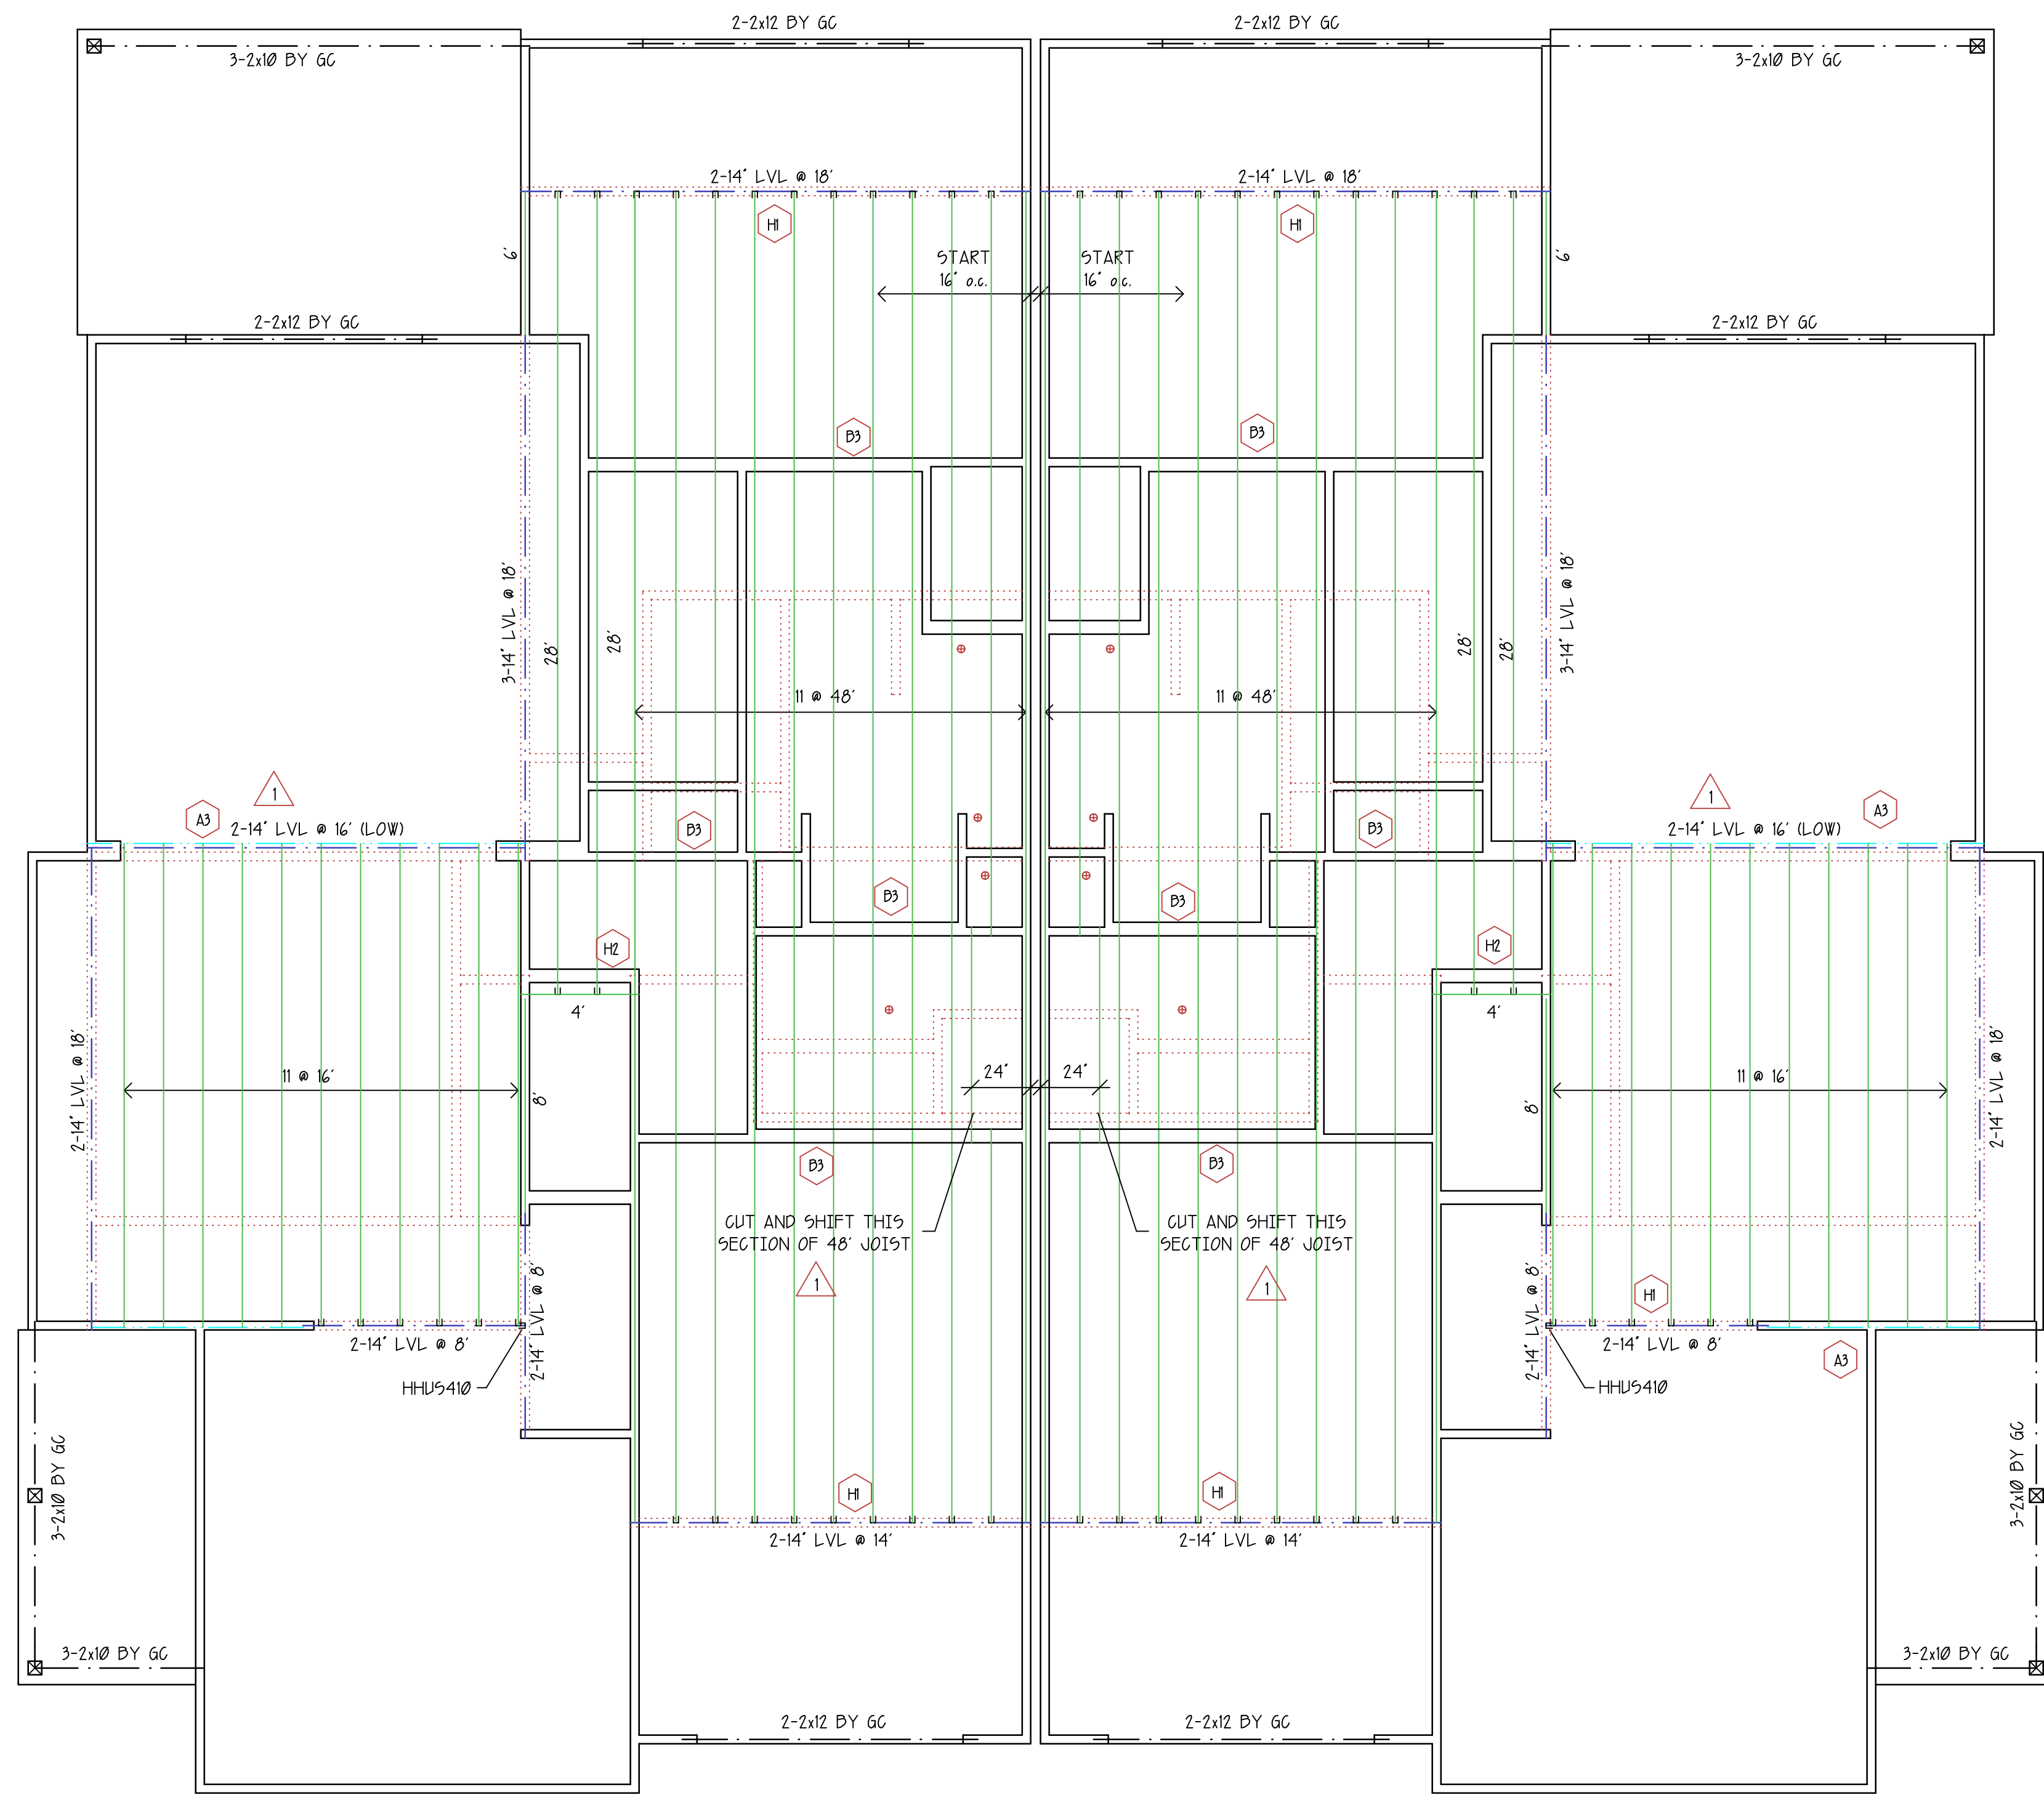 2-2x12 BY GC
2-2x12 BY GC
3-2x10 BY GC
3-2x10 BY GC
2-14" LVL @ 18'
2-14" LVL @ 18'
H1
H1
6'
6'
START
16" o.c.
START
16" o.c.
2-2x12 BY GC
2-2x12 BY GC
B3
B3
3-14" LVL @ 18'
28'
28'
28'
28'
3-14" LVL @ 18'
11 @ 48'
11 @ 48'
1
1
A3
A3
2-14" LVL @ 16' (LOW)
2-14" LVL @ 16' (LOW)
B3
B3
B3
B3
H2
H2
4'
4'
2-14" LVL @ 18'
2-14" LVL @ 18'
11 @ 16'
11 @ 16'
8'
8'
24"
24"
B3
B3
CUT AND SHIFT THIS
SECTION OF 48' JOIST
CUT AND SHIFT THIS
SECTION OF 48' JOIST
1
1
2-14" LVL @ 8'
2-14" LVL @ 8'
H1
2-14" LVL @ 8'
2-14" LVL @ 8'
A3
HHUS410
HHUS410
3-2x10 BY GC
3-2x10 BY GC
H1
H1
2-14" LVL @ 14'
2-14" LVL @ 14'
3-2x10 BY GC
3-2x10 BY GC
2-2x12 BY GC
2-2x12 BY GC